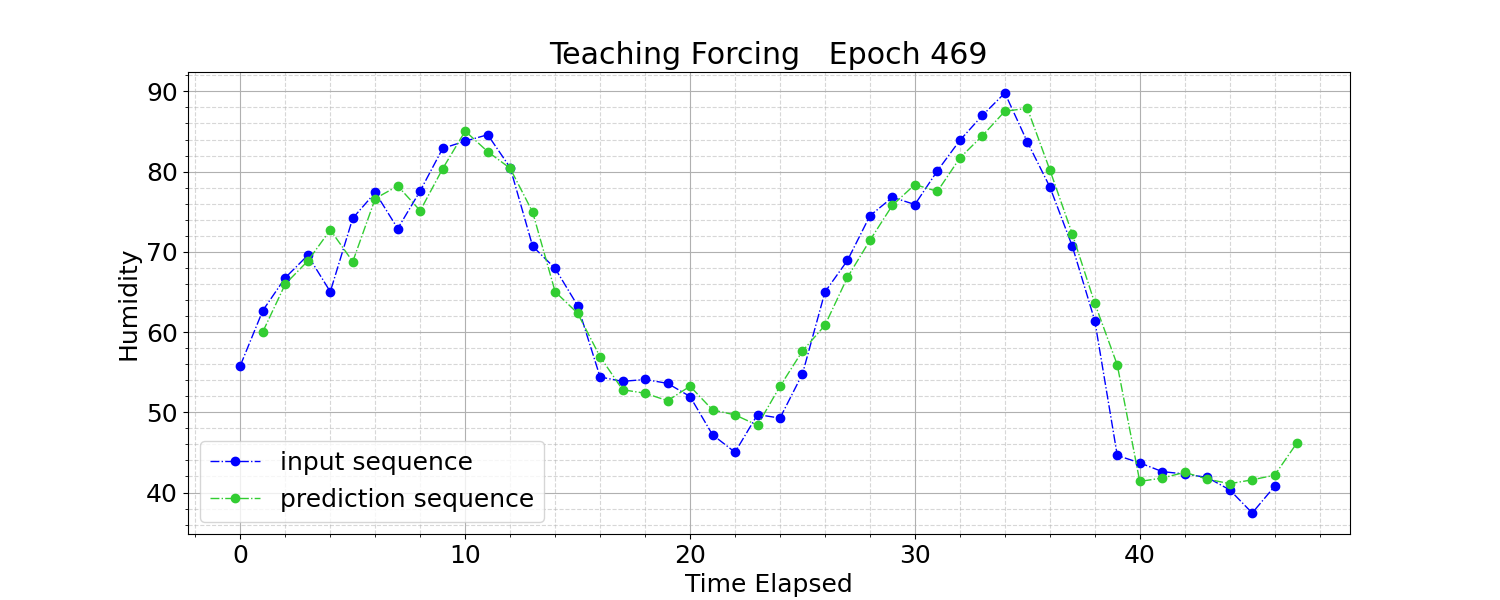 Teaching Forcing   Epoch 469
90
80
70
60
50
40
Humidity
input sequence
prediction sequence
0 10 20 30 40
Time Elapsed